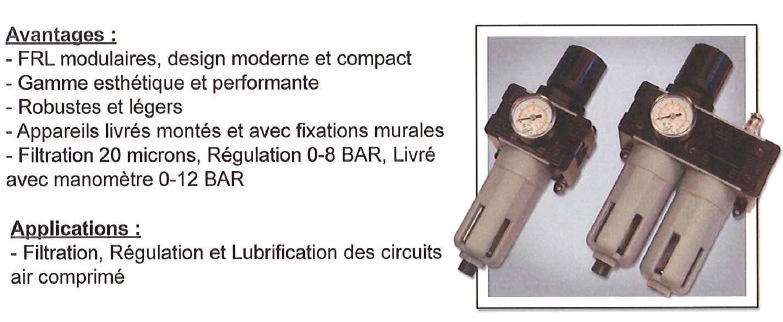 Avantages :
- FRL modulaires, design moderne et compact
- Gamme esthétique et performante
- Robustes et légers
- Appareils livrés montés et avec fixations murales
- Filtration 20 microns, Régulation 0-8 BAR, Livré
avec manomètre 0-12 BAR
Applications :
- Filtration, Régulation et Lubrification des circuits
air comprimé